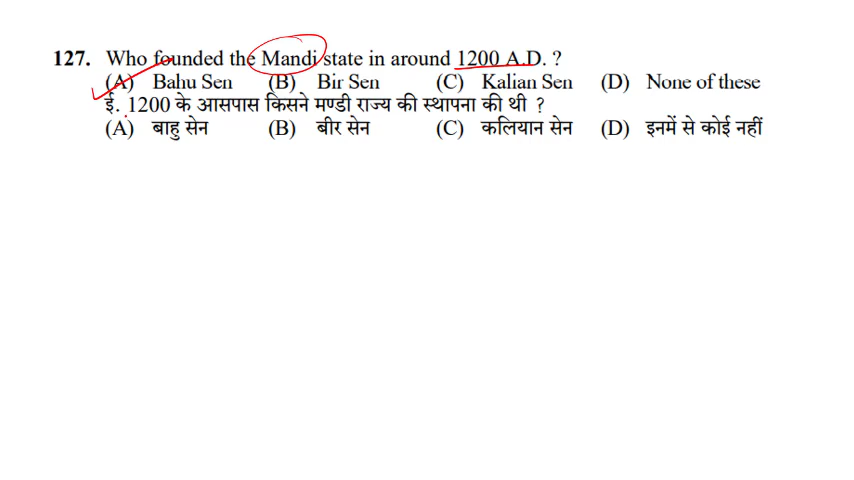 127. Who founded the Mandi state in around 1200 A.D. ?
(A) Bahu Sen (B) Bir Sen (C) Kalian Sen (D) None of these
ई. 1200 के आसपास किसने मण्डी राज्य की स्थापना की थी ?
(A) बाहु सेन (B) बीर सेन (C) कलियान सेन (D) इनमें से कोई नहीं